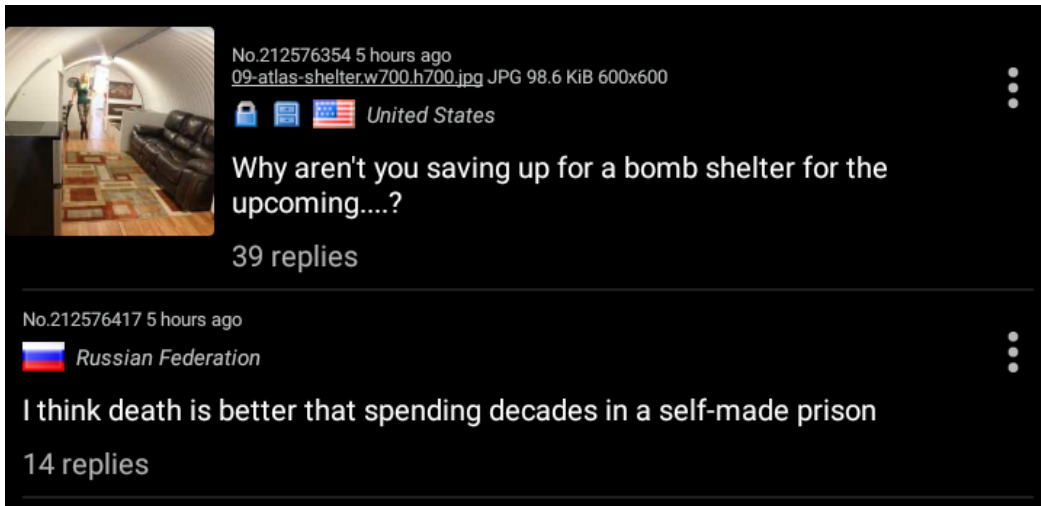 No.212576354 5 hours ago
09-atlas-shelter.w700.h700.jpg JPG 98.6 KiB 600x600
United States
Why aren't you saving up for a bomb shelter for the
upcoming....?
39 replies
No.212576417 5 hours ago
Russian Federation
I think death is better that spending decades in a self-made prison
14 replies